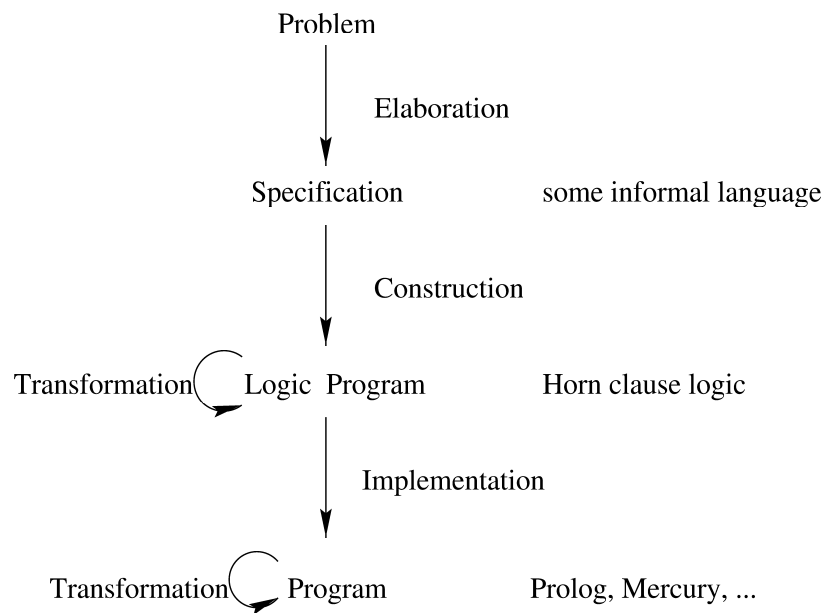 Problem
Elaboration
Specification some informal language
Construction
Transformation Logic Program Horn clause logic
Implementation
Transformation Program Prolog, Mercury, ...